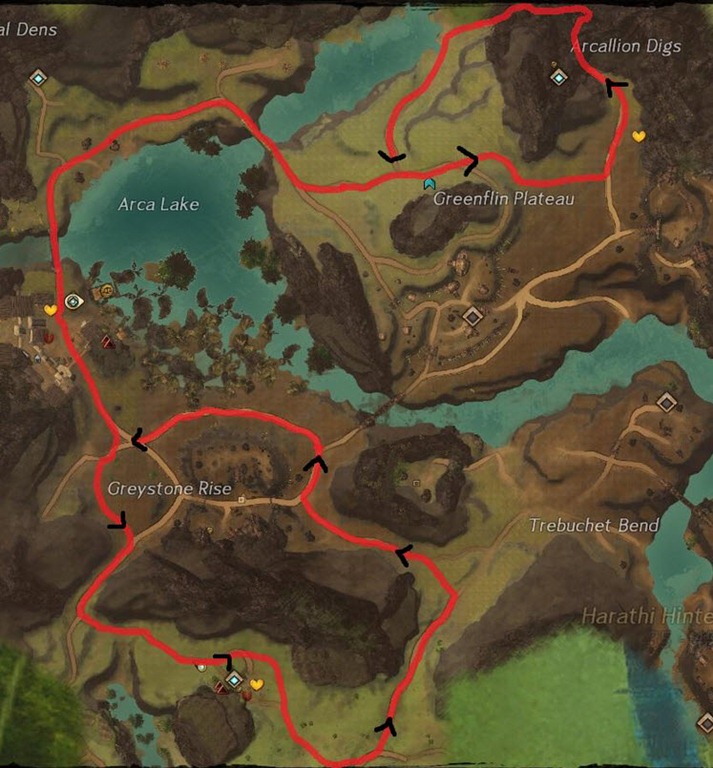 al Dens
Arcallion Digs
Arca Lake
Greenflin Plateau
Greystone Rise
Trebuchet Bend
Harathi Hinte